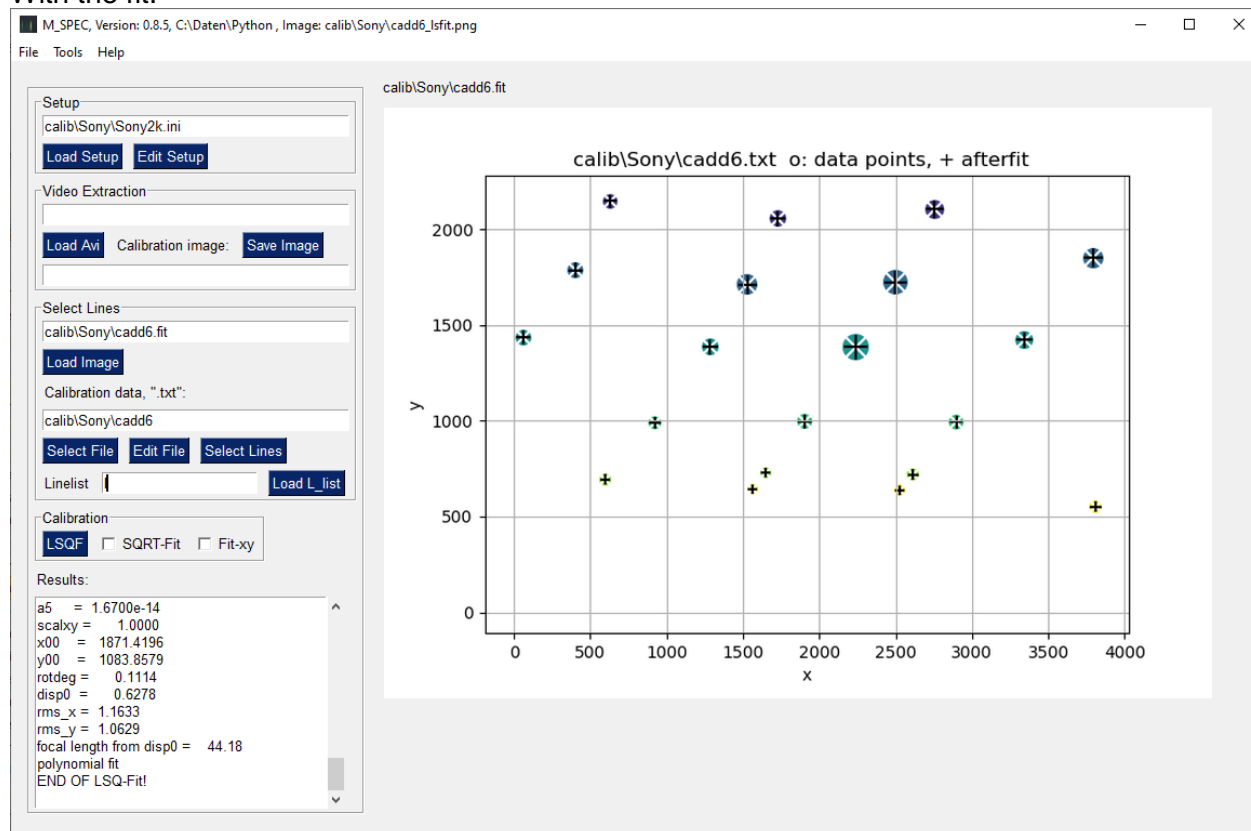 With the fit:
M_SPEC, Version: 0.8.5, C:\Daten\Python , Image: calib\Sony\cadd6_lsfit.png
File Tools Help
calib\Sony\cadd6.fit
Setup
calib\Sony\Sony2k.ini
Load Setup Edit Setup
Video Extraction
Load Avi Calibration image: Save Image
Select Lines
calib\Sony\cadd6.fit
Load Image
Calibration data, ".txt":
calib\Sony\cadd6
Select File Edit File Select Lines
Linelist l Load L_list
Calibration
LSQF SQRT-Fit Fit-xy
Results:
a5 = 1.6700e-14
scalxy = 1.0000
x00 = 1871.4196
y00 = 1083.8579
rotdeg = 0.1114
disp0 = 0.6278
rms_x = 1.1633
rms_y = 1.0629
focal length from disp0 = 44.18
polynomial fit
END OF LSQ-Fit!
calib\Sony\cadd6.txt o: data points, + afterfit
2000
1500
y
1000
500
0
0 500 1000 1500 2000 2500 3000 3500 4000
x